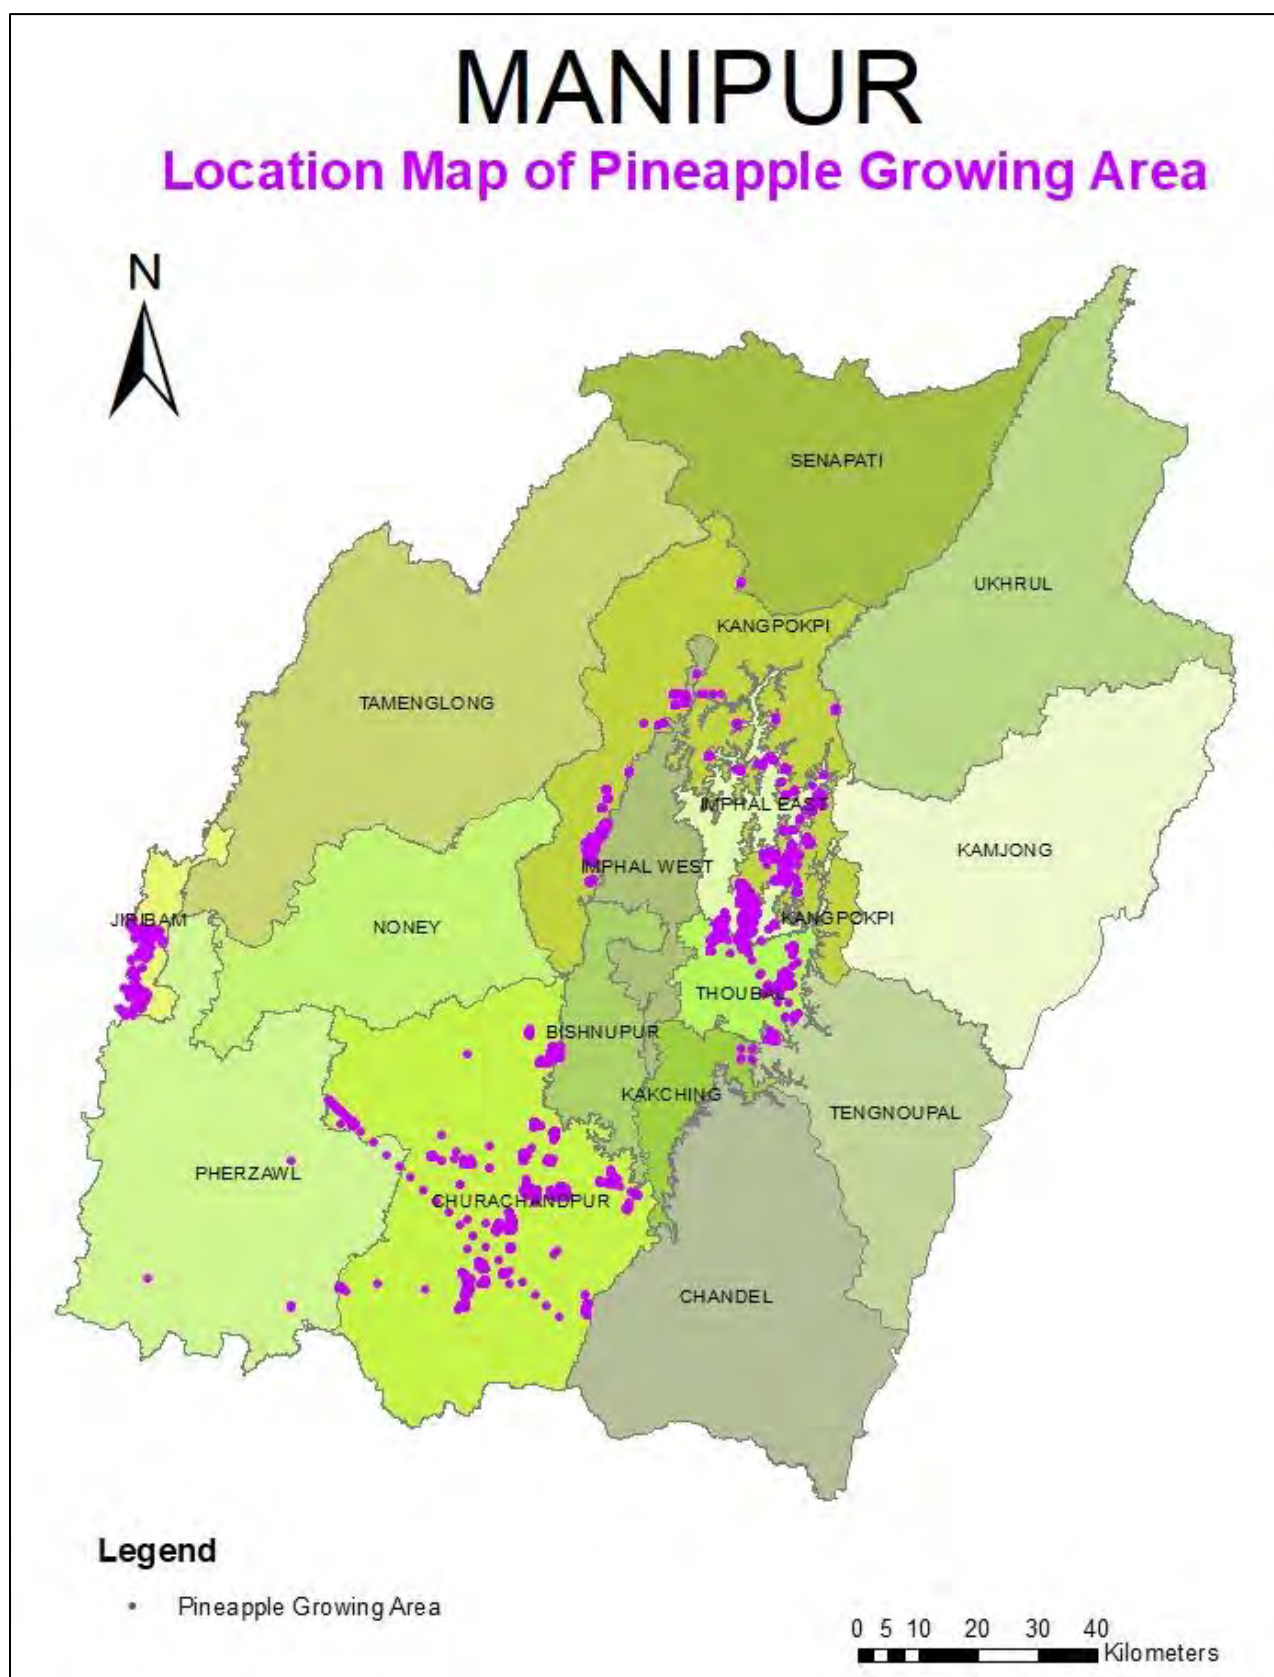 MANIPUR
Location Map of Pineapple Growing Area
N
SENAPATI
UKHRUL
KANGPOKPI
TAMENGLONG
IMPHAL EAST
KAMJONG
IMPHAL WEST
JIRIBAM
KANGPOKPI
NONEY
THOUBAL
BISHNUPUR
KAKCHING
TENGNOUPAL
PHERZAWL
CHURACHANDPUR
CHANDEL
Legend
Pineapple Growing Area
0 5 10 20 30 40
Kilometers